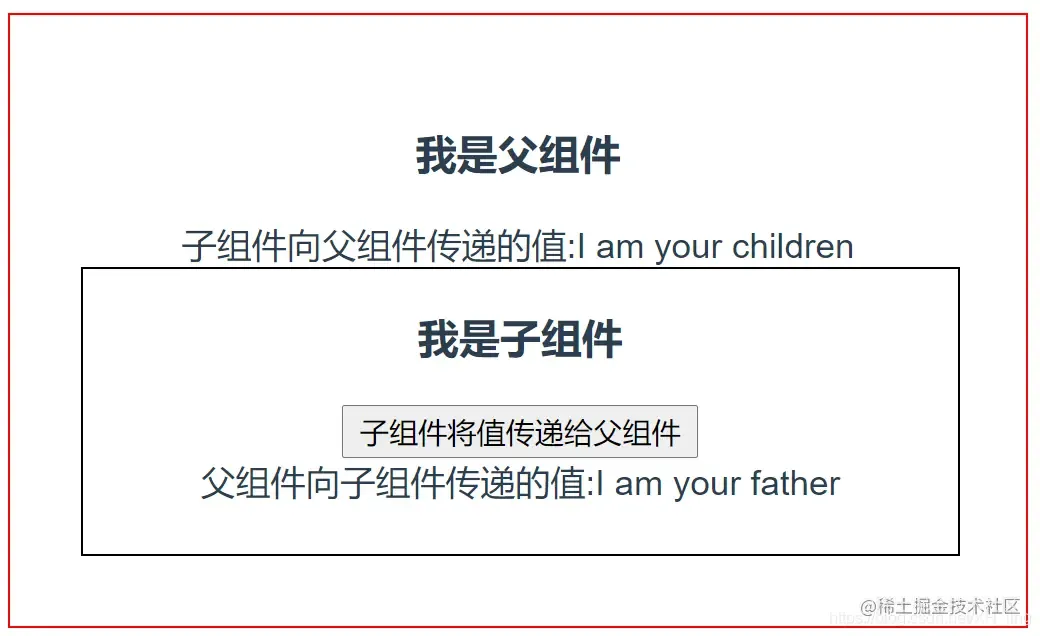 我是父组件
子组件向父组件传递的值:I am your children
我是子组件
子组件将值传递给父组件
父组件向子组件传递的值:I am your father
@稀土掘金技术社区